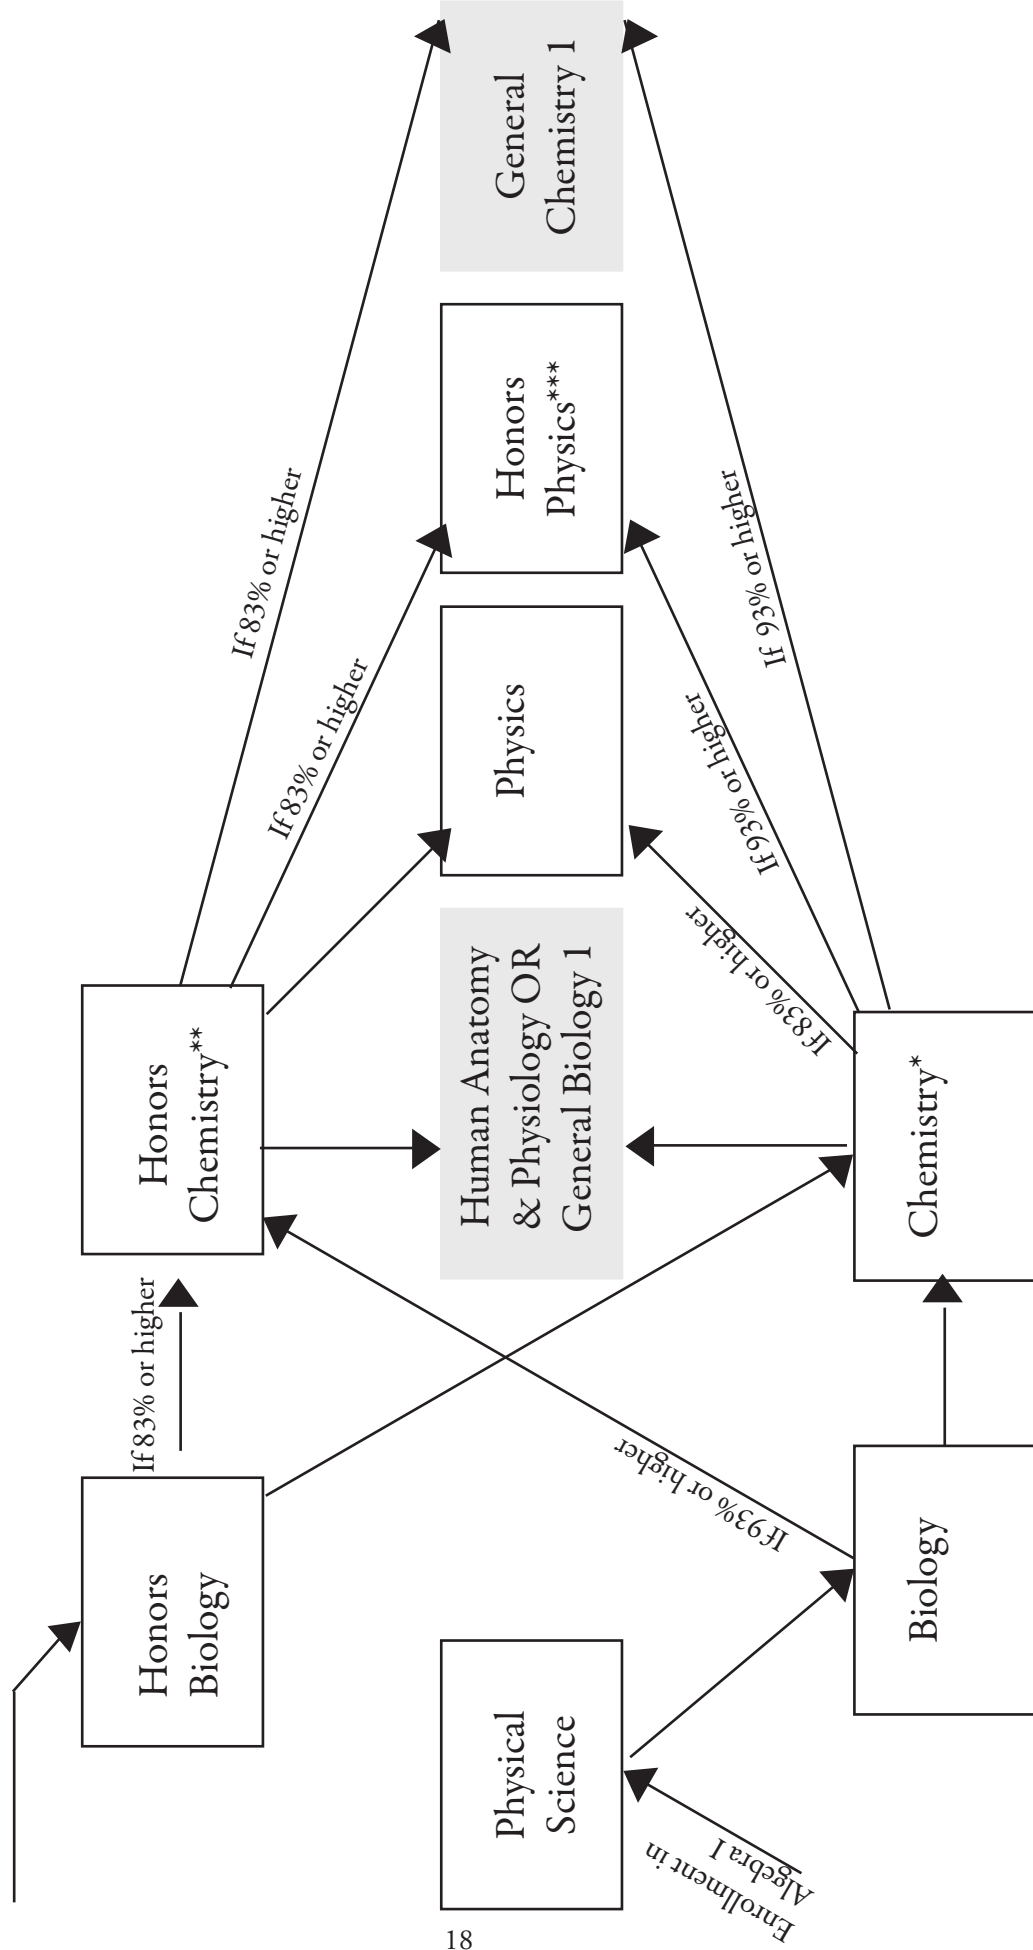 Honors
Biology
If 83% or higher
Honors
Chemistry**
If 83% or higher
If 83% or higher
Physical
Science
Enrollment in
Algebra I
Human Anatomy
& Physiology OR
General Biology 1
Physics
Honors
Physics***
General
Chemistry 1
Biology
If 93% or higher
Chemistry*
If 83% or higher
If 93% or higher
If 93% or higher
18